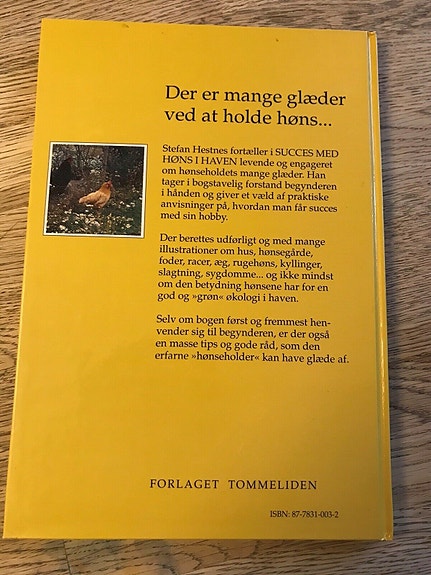 Der er mange glæder
ved at holde høns...
Stefan Hestnes fortæller i SUCCES MED
HØNS I HAVEN levende og engageret
om hønseholdets mange glæder. Han
tager i bogstavelig forstand begynderen
i hånden og giver et væld af praktiske
anvisninger på, hvordan man får succes
med sin hobby.
Der berettes udførligt og med mange
illustrationer om hus, hønsegårde,
foder, racer, æg, rugehøns, kyllinger,
slagtning, sygdomme... og ikke mindst
om den betydning hønsene har for en
god og »grøn« økologi i haven.
Selv om bogen først og fremmest hen-
vender sig til begynderen, er der også
en masse tips og gode råd, som den
erfarne »hønseholder« kan have glæde af.
FORLAGET TOMMELIDEN
ISBN: 87-7831-003-2